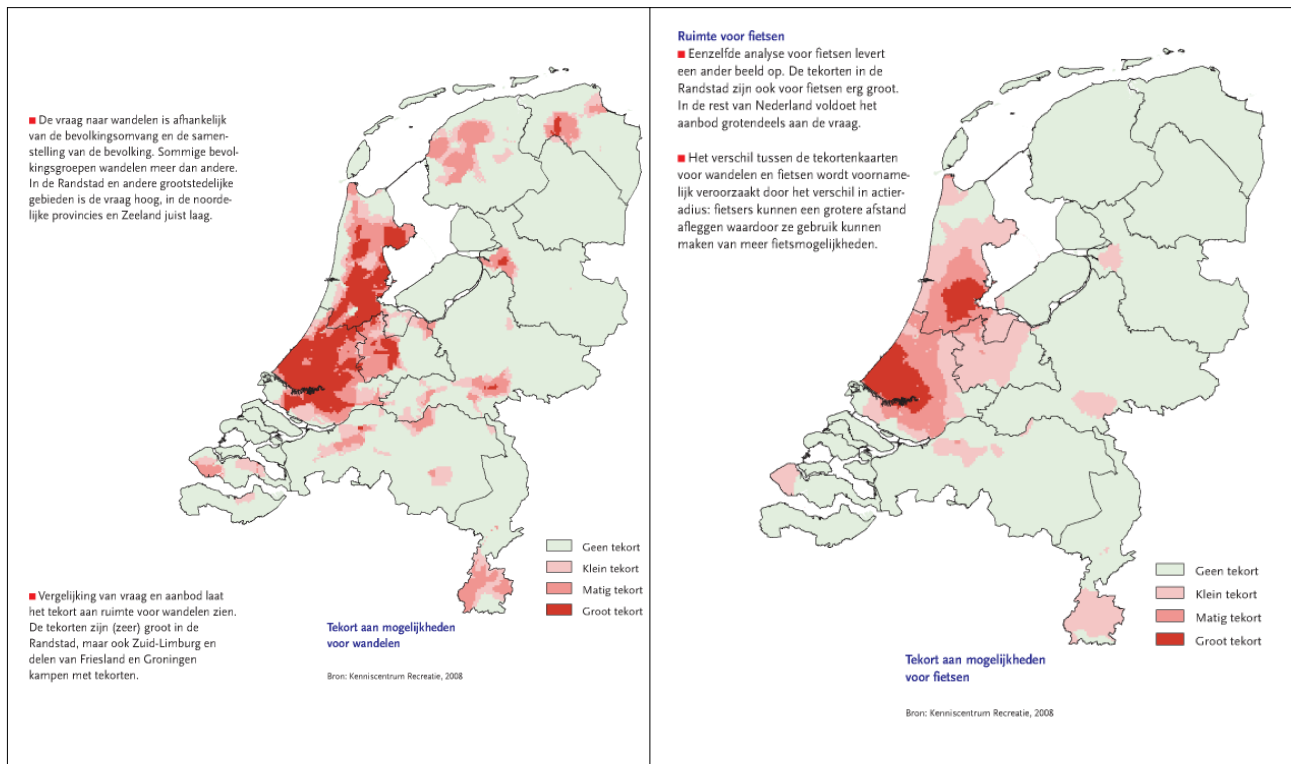 ■ De vraag naar wandelen is afhankelijk
van de bevolkingsomvang en de samen-
stelling van de bevolking. Sommige bevol-
kingsgroepen wandelen meer dan andere.
In de Randstad en andere grootstedelijke
gebieden is de vraag hoog, in de noorde-
lijke provincies en Zeeland juist laag.
■ Vergelijking van vraag en aanbod laat
het tekort aan ruimte voor wandelen zien.
De tekorten zijn (zeer) groot in de
Randstad, maar ook Zuid-Limburg en
delen van Friesland en Groningen
kampen met tekorten.
Geen tekort
Klein tekort
Matig tekort
Groot tekort
Tekort aan mogelijkheden
voor wandelen
Bron: Kenniscentrum Recreatie, 2008
Ruimte voor fietsen
■ Eenzelfde analyse voor fietsen levert
een ander beeld op. De tekorten in de
Randstad zijn ook voor fietsen erg groot.
In de rest van Nederland voldoet het
aanbod grotendeels aan de vraag.
■ Het verschil tussen de tekortenkaarten
voor wandelen en fietsen wordt voorname-
lijk veroorzaakt door het verschil in actier-
adius: fietsers kunnen een grotere afstand
afleggen waardoor ze gebruik kunnen
maken van meer fietsmogelijkheden.
Geen tekort
Klein tekort
Matig tekort
Groot tekort
Tekort aan mogelijkheden
voor fietsen
Bron: Kenniscentrum Recreatie, 2008